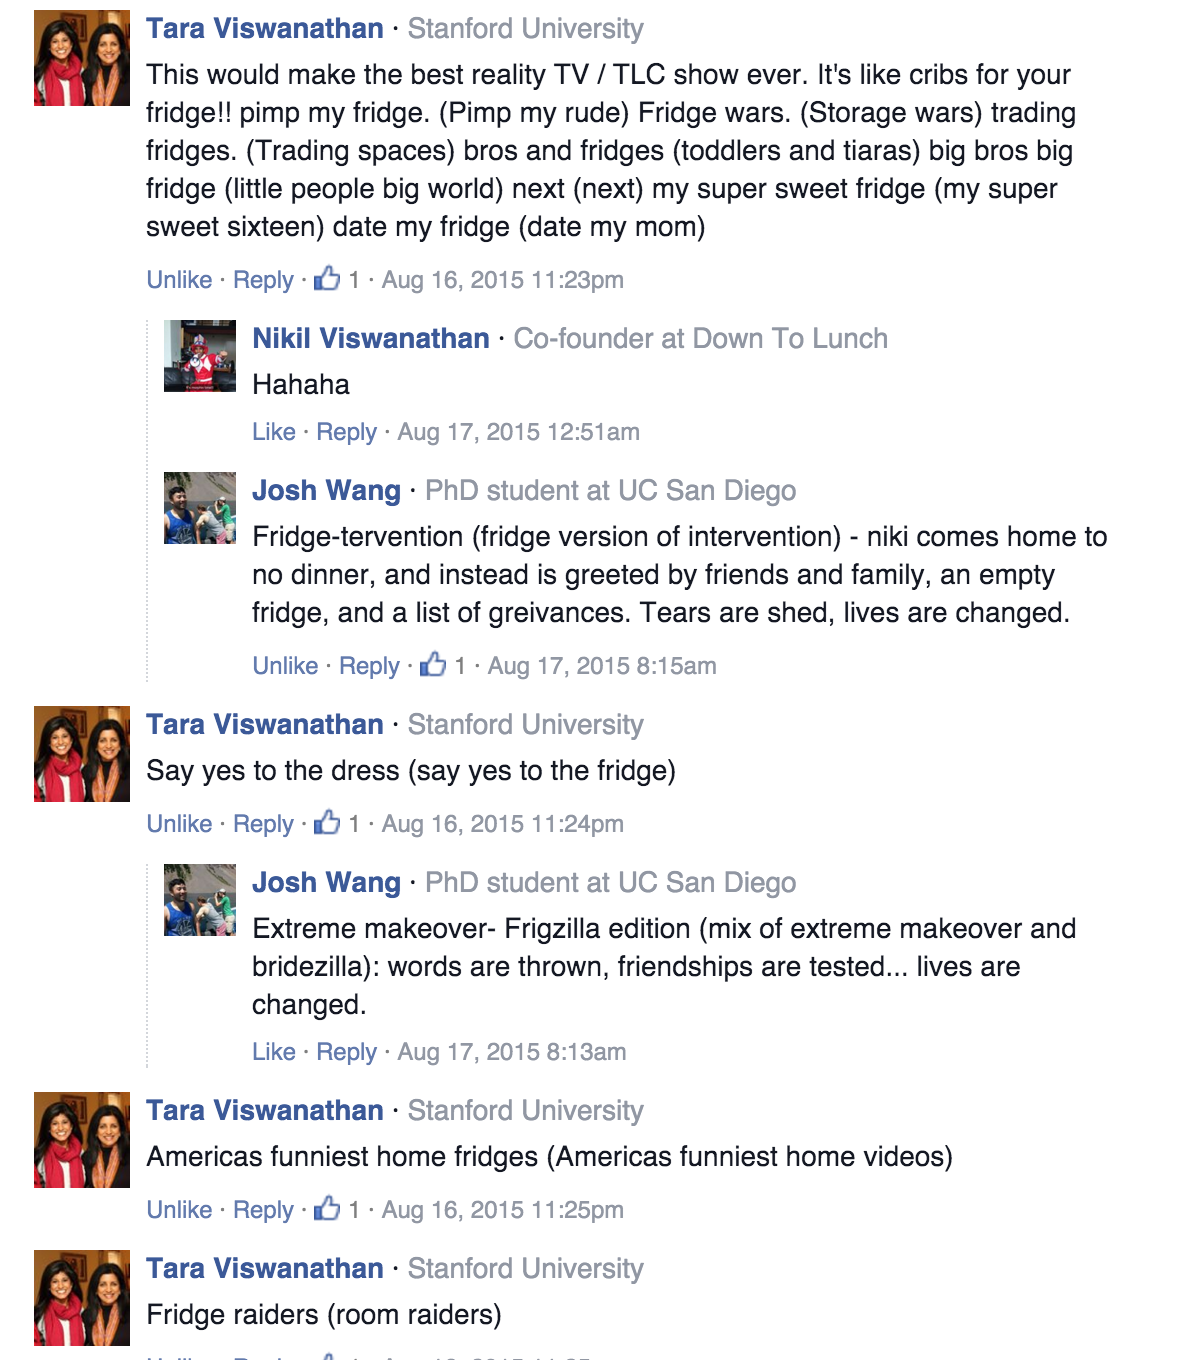 Tara Viswanathan · Stanford University
This would make the best reality TV / TLC show ever. It's like cribs for your
fridge!! pimp my fridge. (Pimp my rude) Fridge wars. (Storage wars) trading
fridges. (Trading spaces) bros and fridges (toddlers and tiaras) big bros big
fridge (little people big world) next (next) my super sweet fridge (my super
sweet sixteen) date my fridge (date my mom)
Unlike · Reply · 1 · Aug 16, 2015 11:23pm
Nikil Viswanathan · Co-founder at Down To Lunch
Hahaha
Like · Reply · Aug 17, 2015 12:51am
Josh Wang · PhD student at UC San Diego
Fridge-tervention (fridge version of intervention) - niki comes home to
no dinner, and instead is greeted by friends and family, an empty
fridge, and a list of greivances. Tears are shed, lives are changed.
Unlike · Reply · 1 · Aug 17, 2015 8:15am
Tara Viswanathan · Stanford University
Say yes to the dress (say yes to the fridge)
Unlike · Reply · 1 · Aug 16, 2015 11:24pm
Josh Wang · PhD student at UC San Diego
Extreme makeover- Frigzilla edition (mix of extreme makeover and
bridezilla): words are thrown, friendships are tested... lives are
changed.
Like · Reply · Aug 17, 2015 8:13am
Tara Viswanathan · Stanford University
Americas funniest home fridges (Americas funniest home videos)
Unlike · Reply · 1 · Aug 16, 2015 11:25pm
Tara Viswanathan · Stanford University
Fridge raiders (room raiders)